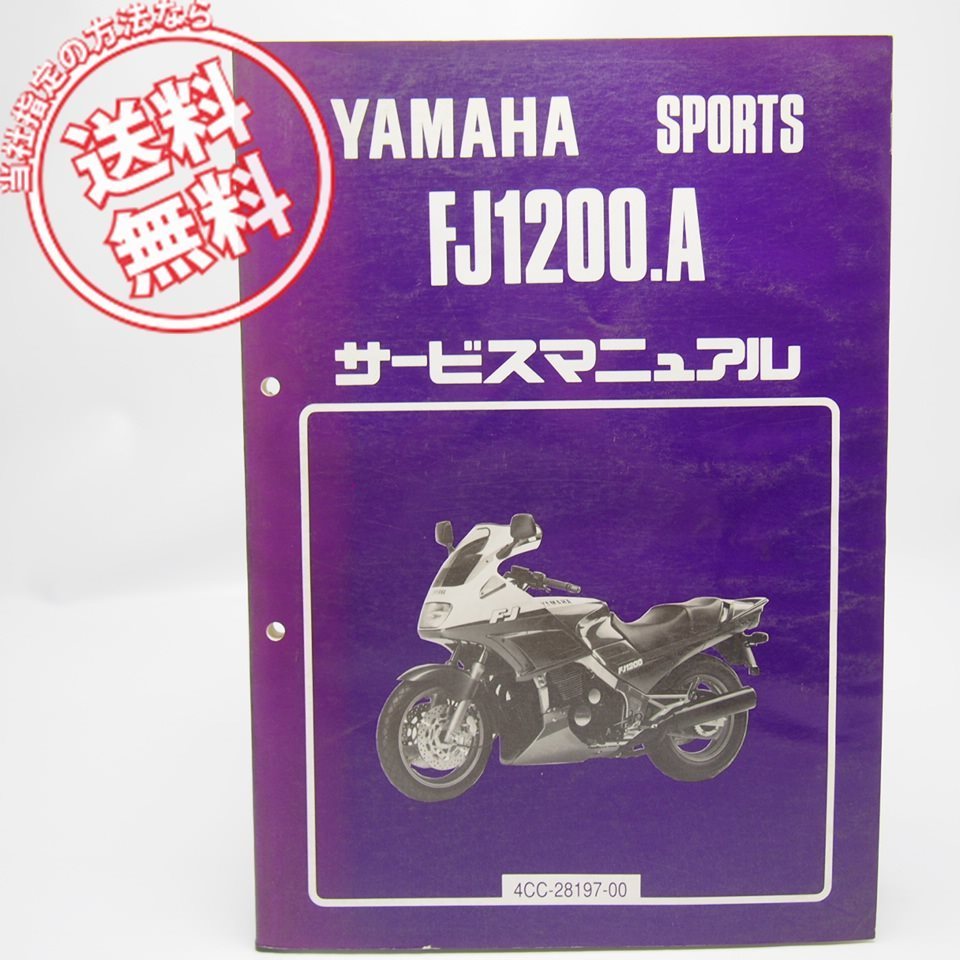 当社指定の方法なら
送料
無料
YAMAHA SPORTS
FJ1200.A
サービスマニュアル
YAMAHA
FJ
YAMAHA
FJ1200
4CC-28197-00